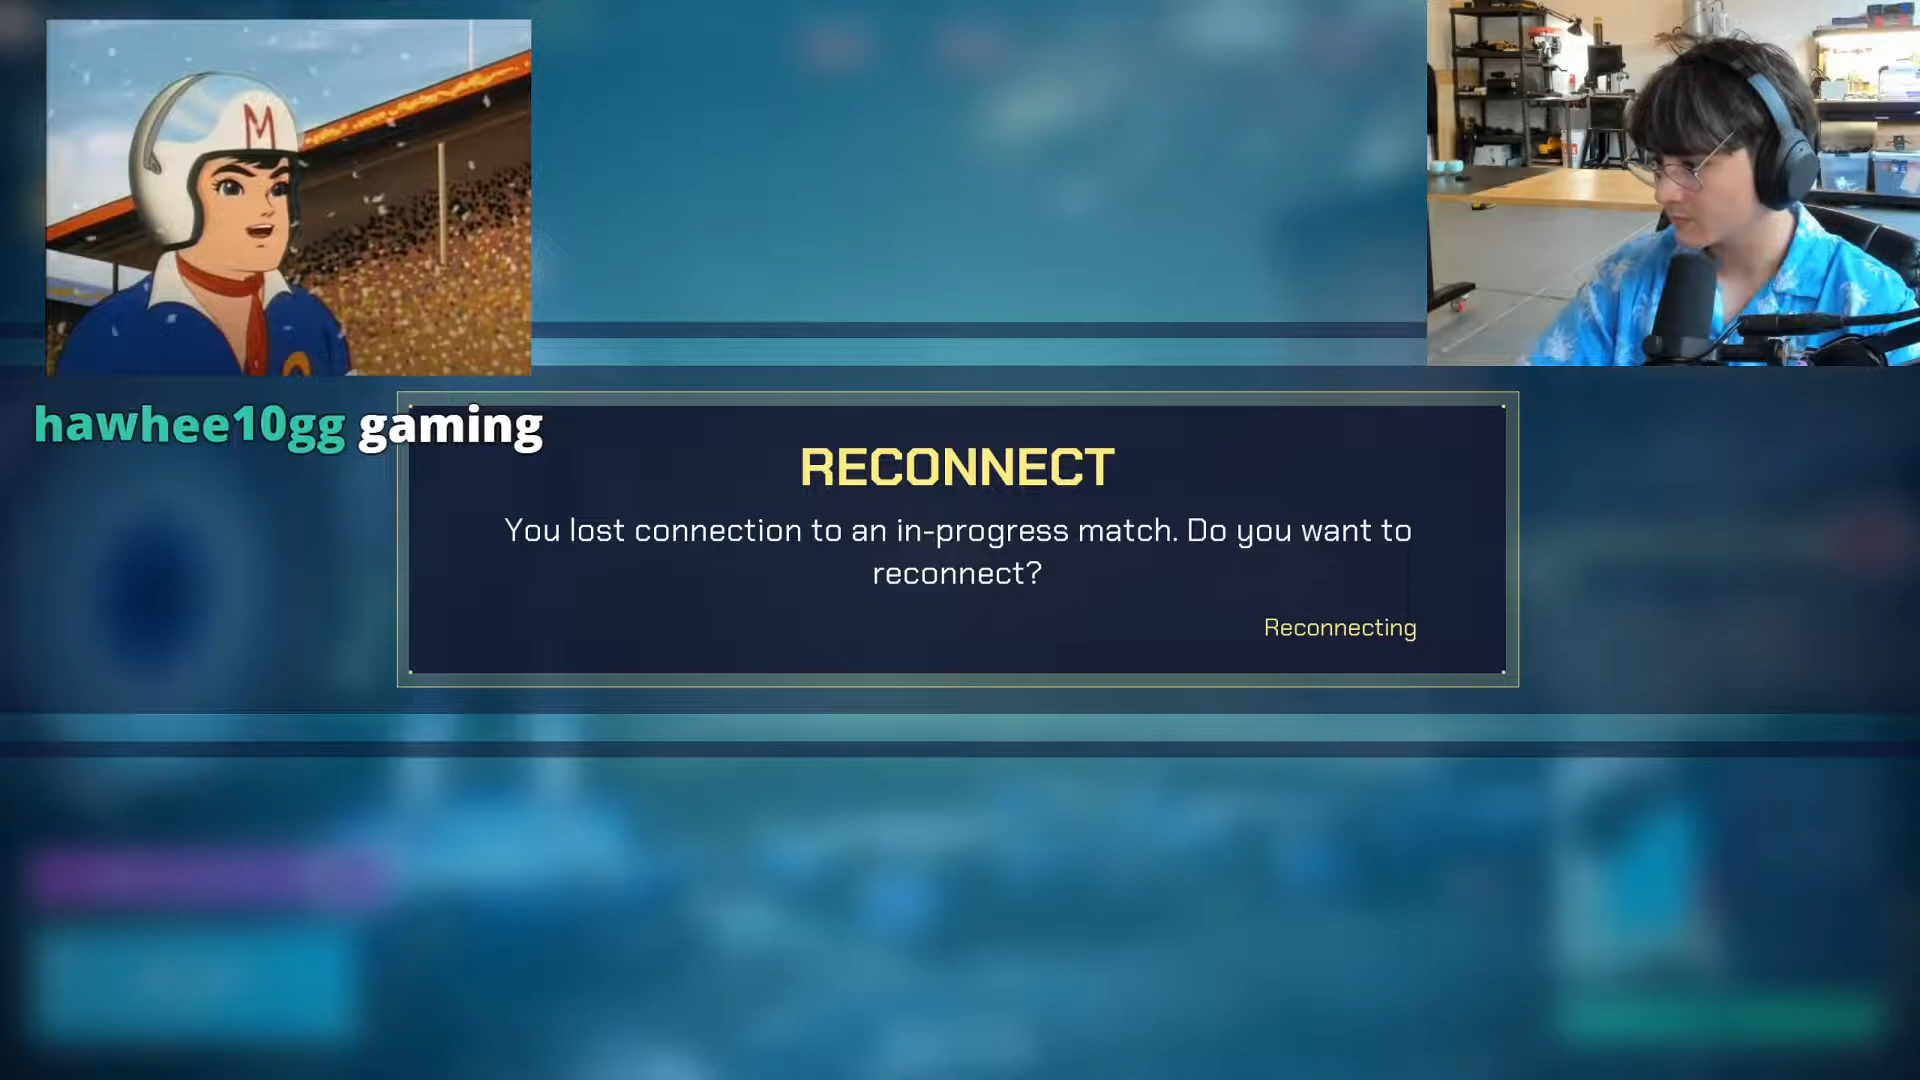 M
hawhee10gg gaming
RECONNECT
You lost connection to an in-progress match. Do you want to
reconnect?
Reconnecting